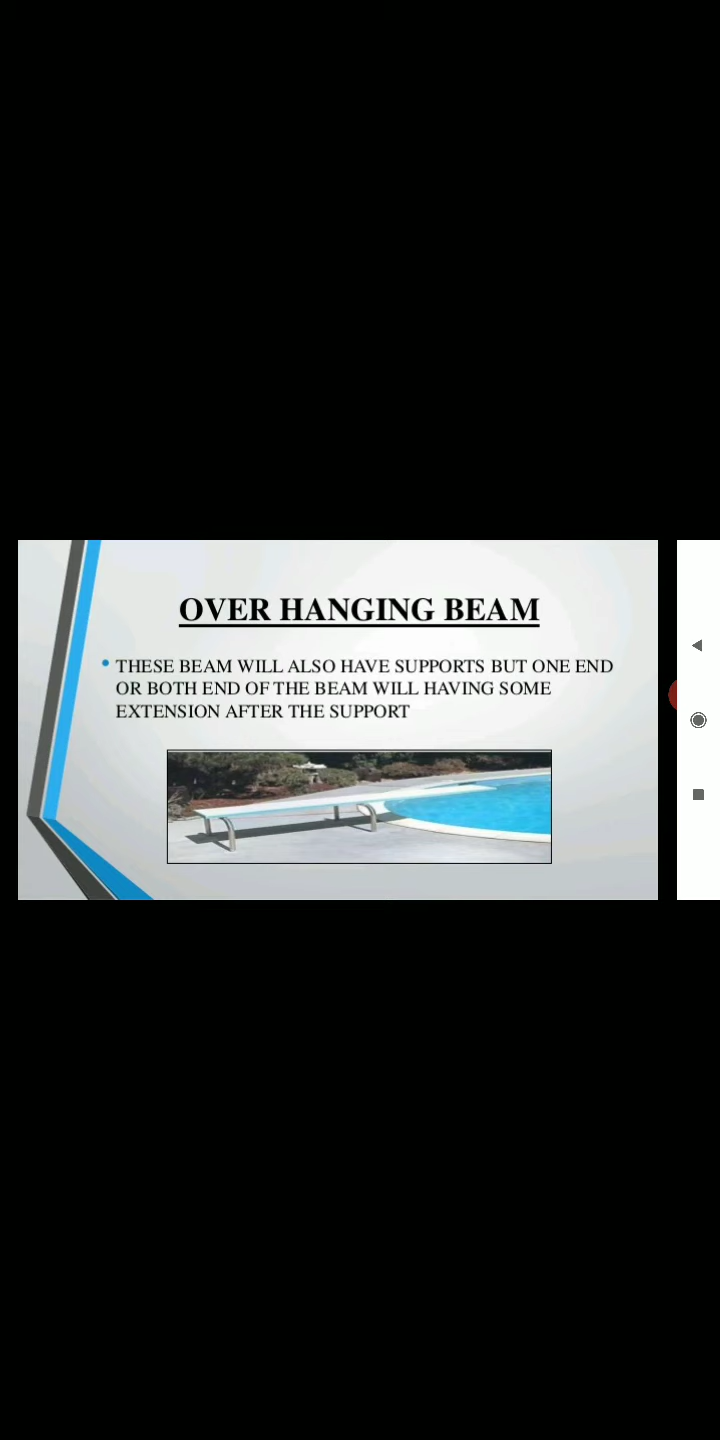 OVER HANGING BEAM
THESE BEAM WILL ALSO HAVE SUPPORTS BUT ONE END
OR BOTH END OF THE BEAM WILL HAVING SOME
EXTENSION AFTER THE SUPPORT